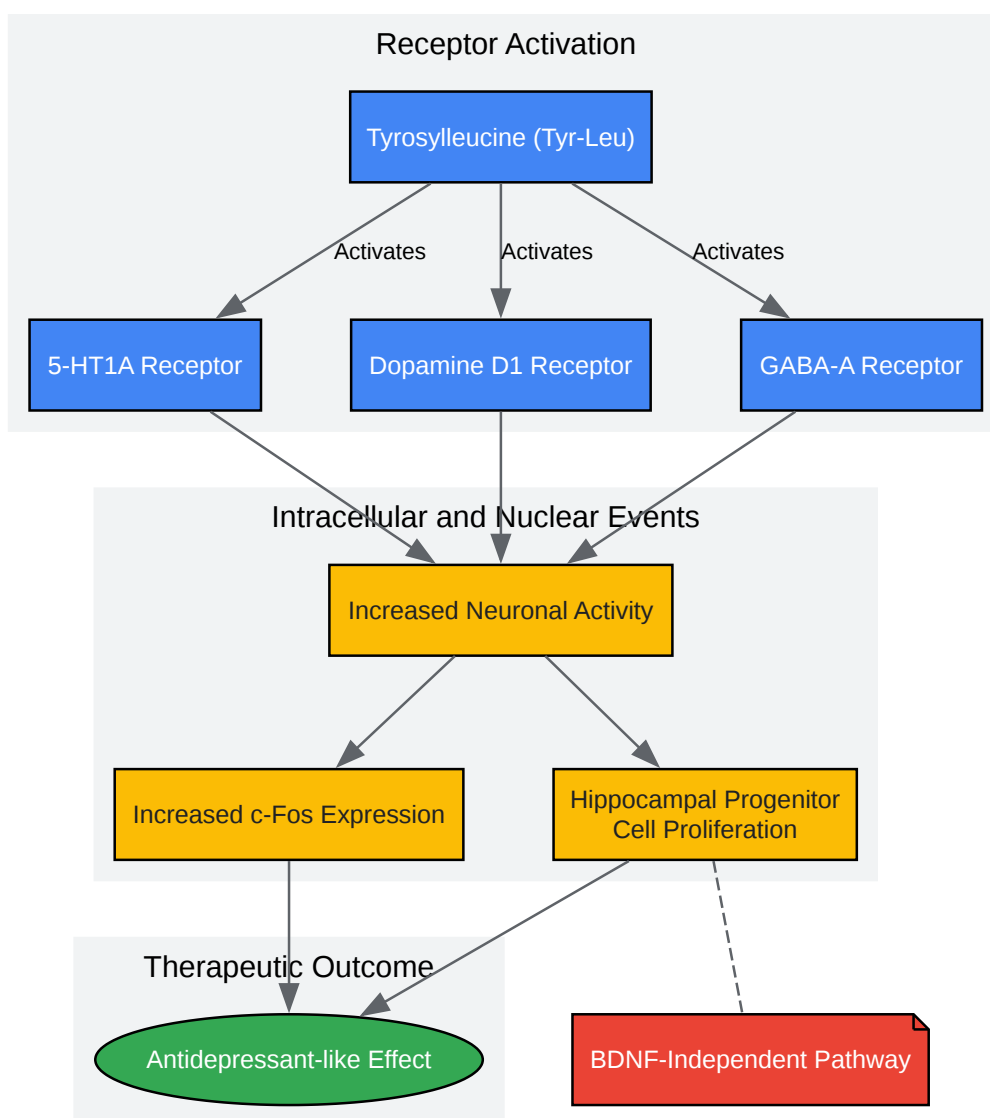 Receptor Activation
Tyrosylleucine (Tyr-Leu)
Activates
Activates
Activates
5-HT1A Receptor
Dopamine D1 Receptor
GABA-A Receptor
Intracellular and Nuclear Events
Increased Neuronal Activity
Increased c-Fos Expression
Hippocampal Progenitor
Cell Proliferation
Therapeutic Outcome
Antidepressant-like Effect
BDNF-Independent Pathway